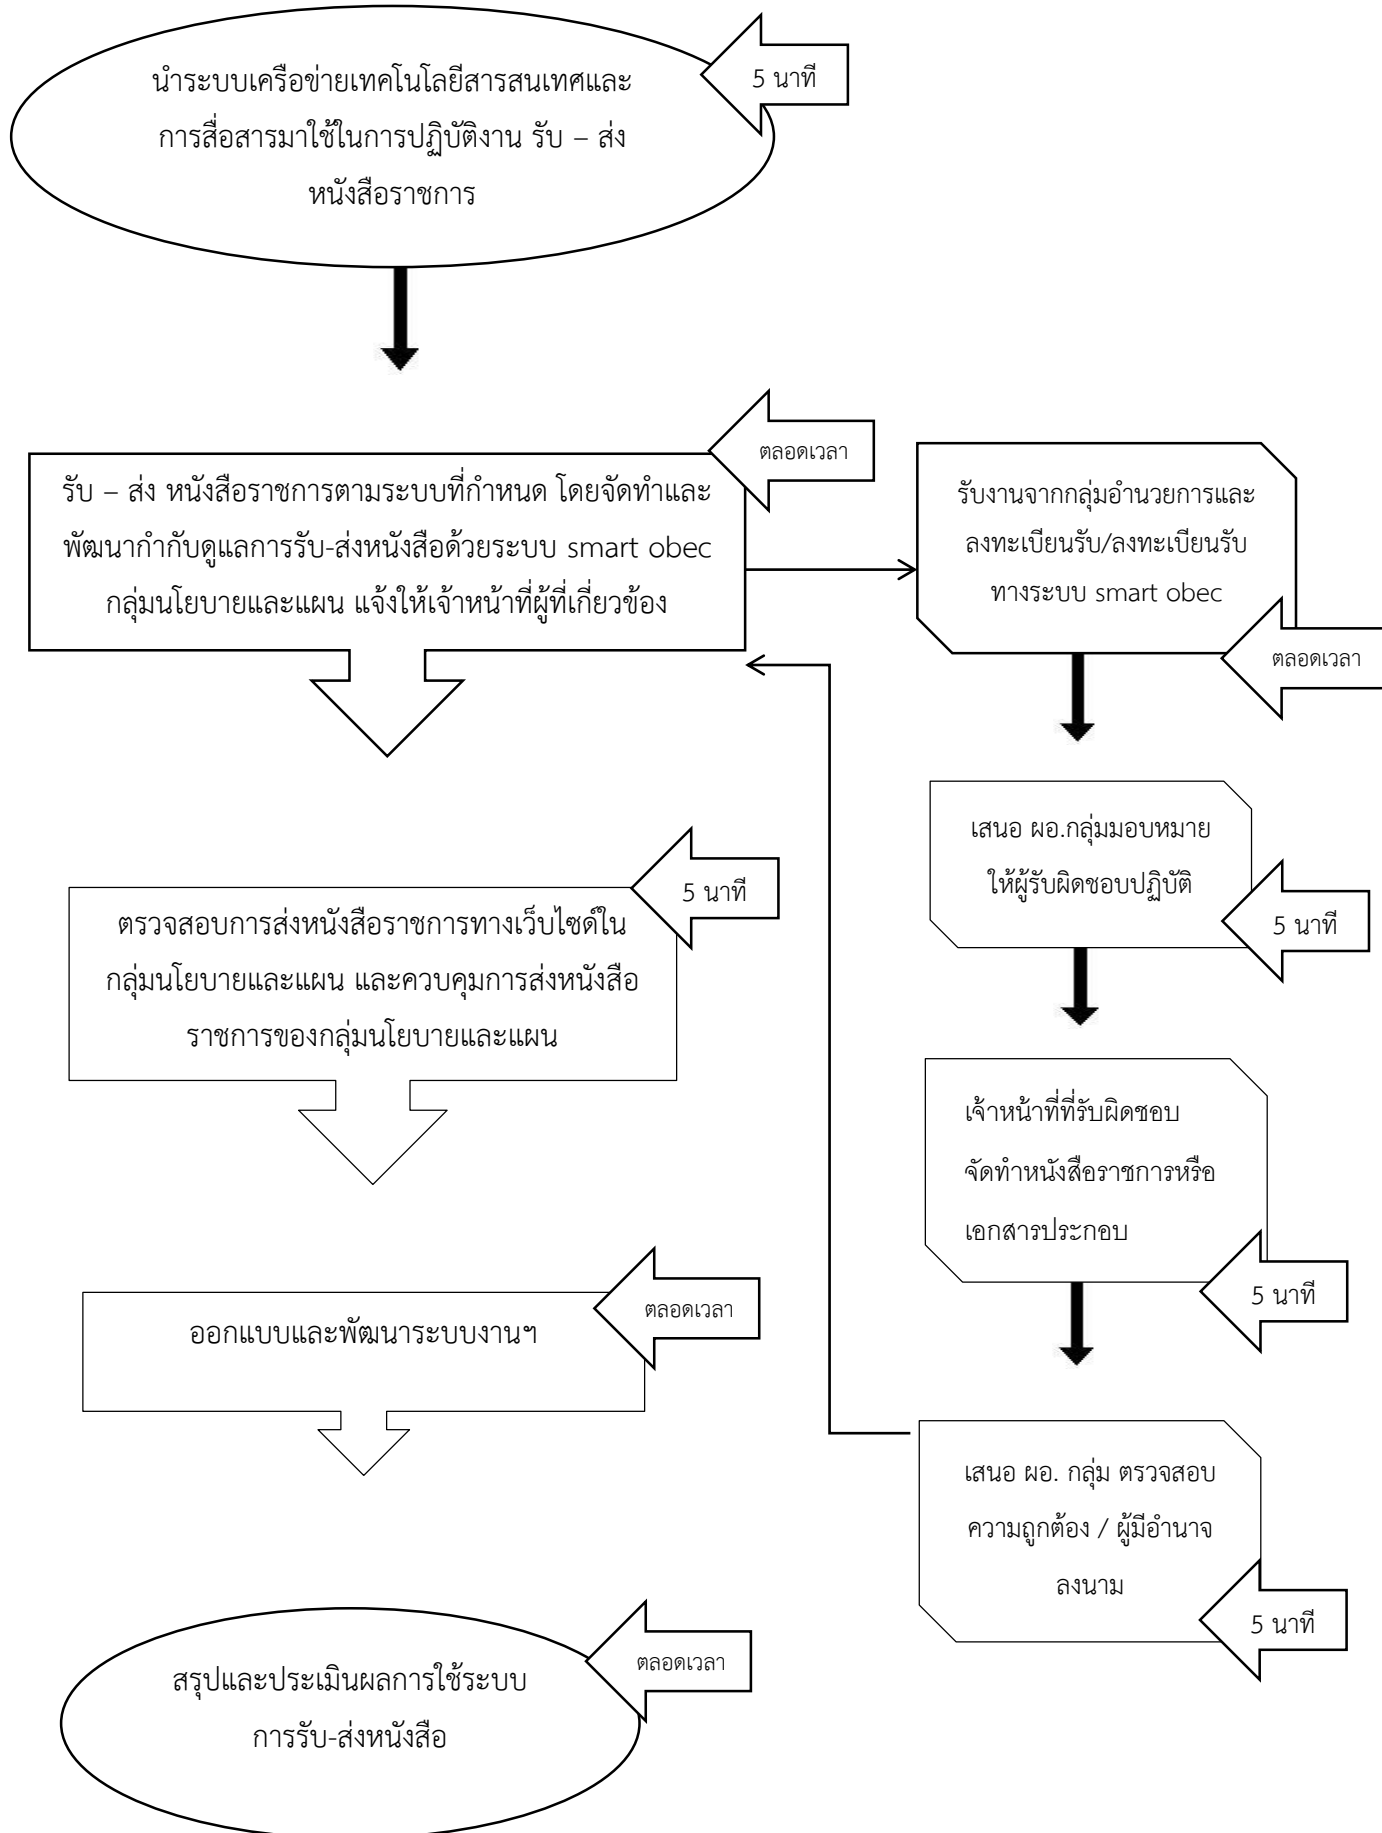 นำระบบเครือข่ายเทคโนโลยีสารสนเทศและ
การสื่อสารมาใช้ในการปฏิบัติงาน รับ – ส่ง
หนังสือราชการ
5 นาที
รับ – ส่ง หนังสือราชการตามระบบที่กำหนด โดยจัดทำและ
พัฒนากำกับดูแลการรับ-ส่งหนังสือด้วยระบบ smart obec
กลุ่มนโยบายและแผน แจ้งให้เจ้าหน้าที่ผู้ที่เกี่ยวข้อง
ตลอดเวลา
รับงานจากกลุ่มอำนวยการและ
ลงทะเบียนรับ/ลงทะเบียนรับ
ทางระบบ smart obec
ตลอดเวลา
เสนอ ผอ.กลุ่มมอบหมาย
ให้ผู้รับผิดชอบปฏิบัติ
5 นาที
ตรวจสอบการส่งหนังสือราชการทางเว็บไซด์ใน
กลุ่มนโยบายและแผน และควบคุมการส่งหนังสือ
ราชการของกลุ่มนโยบายและแผน
5 นาที
เจ้าหน้าที่ที่รับผิดชอบ
จัดทำหนังสือราชการหรือ
เอกสารประกอบ
5 นาที
ออกแบบและพัฒนาระบบงานฯ
ตลอดเวลา
เสนอ ผอ. กลุ่ม ตรวจสอบ
ความถูกต้อง / ผู้มีอำนาจ
ลงนาม
5 นาที
สรุปและประเมินผลการใช้ระบบ
การรับ-ส่งหนังสือ
ตลอดเวลา